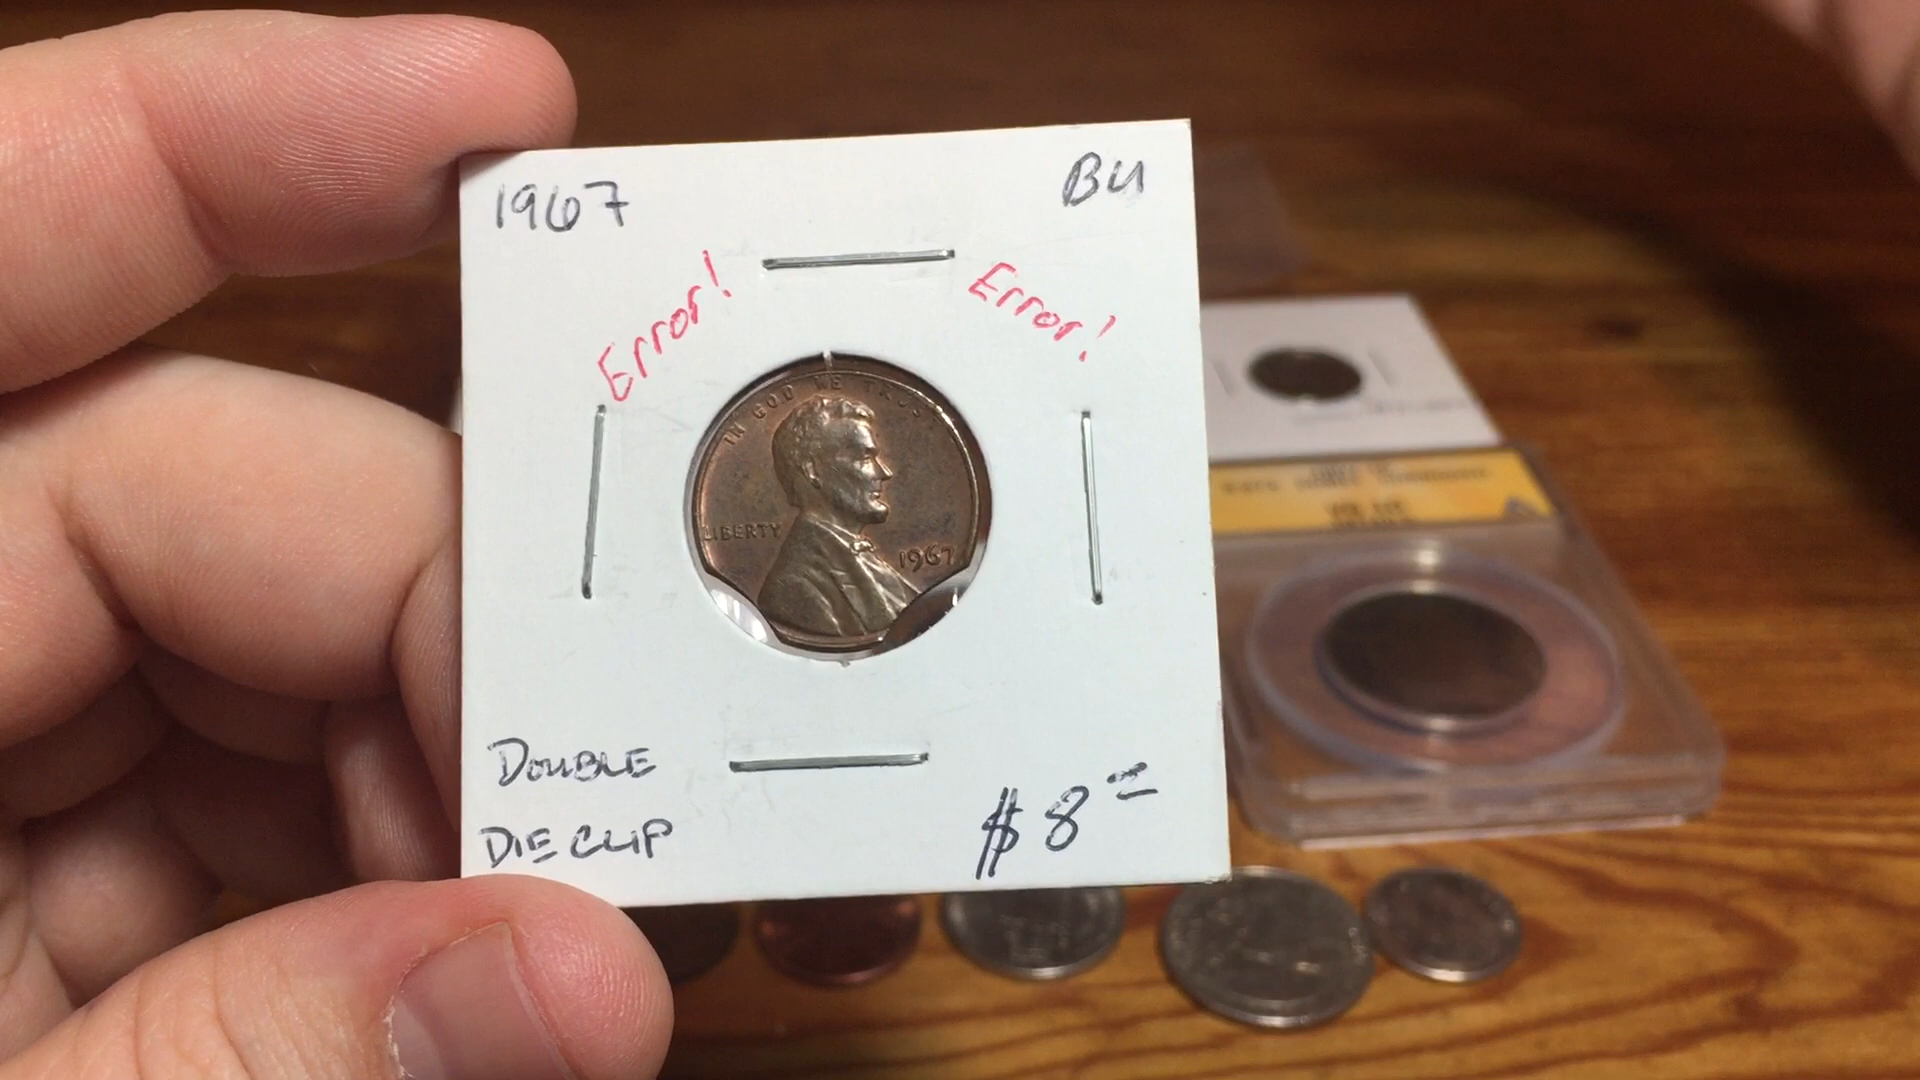 1967
BU
Error!
Error!
IN GOD WE TRUST
LIBERTY
1967
DOUBLE
DIE CLIP
$8